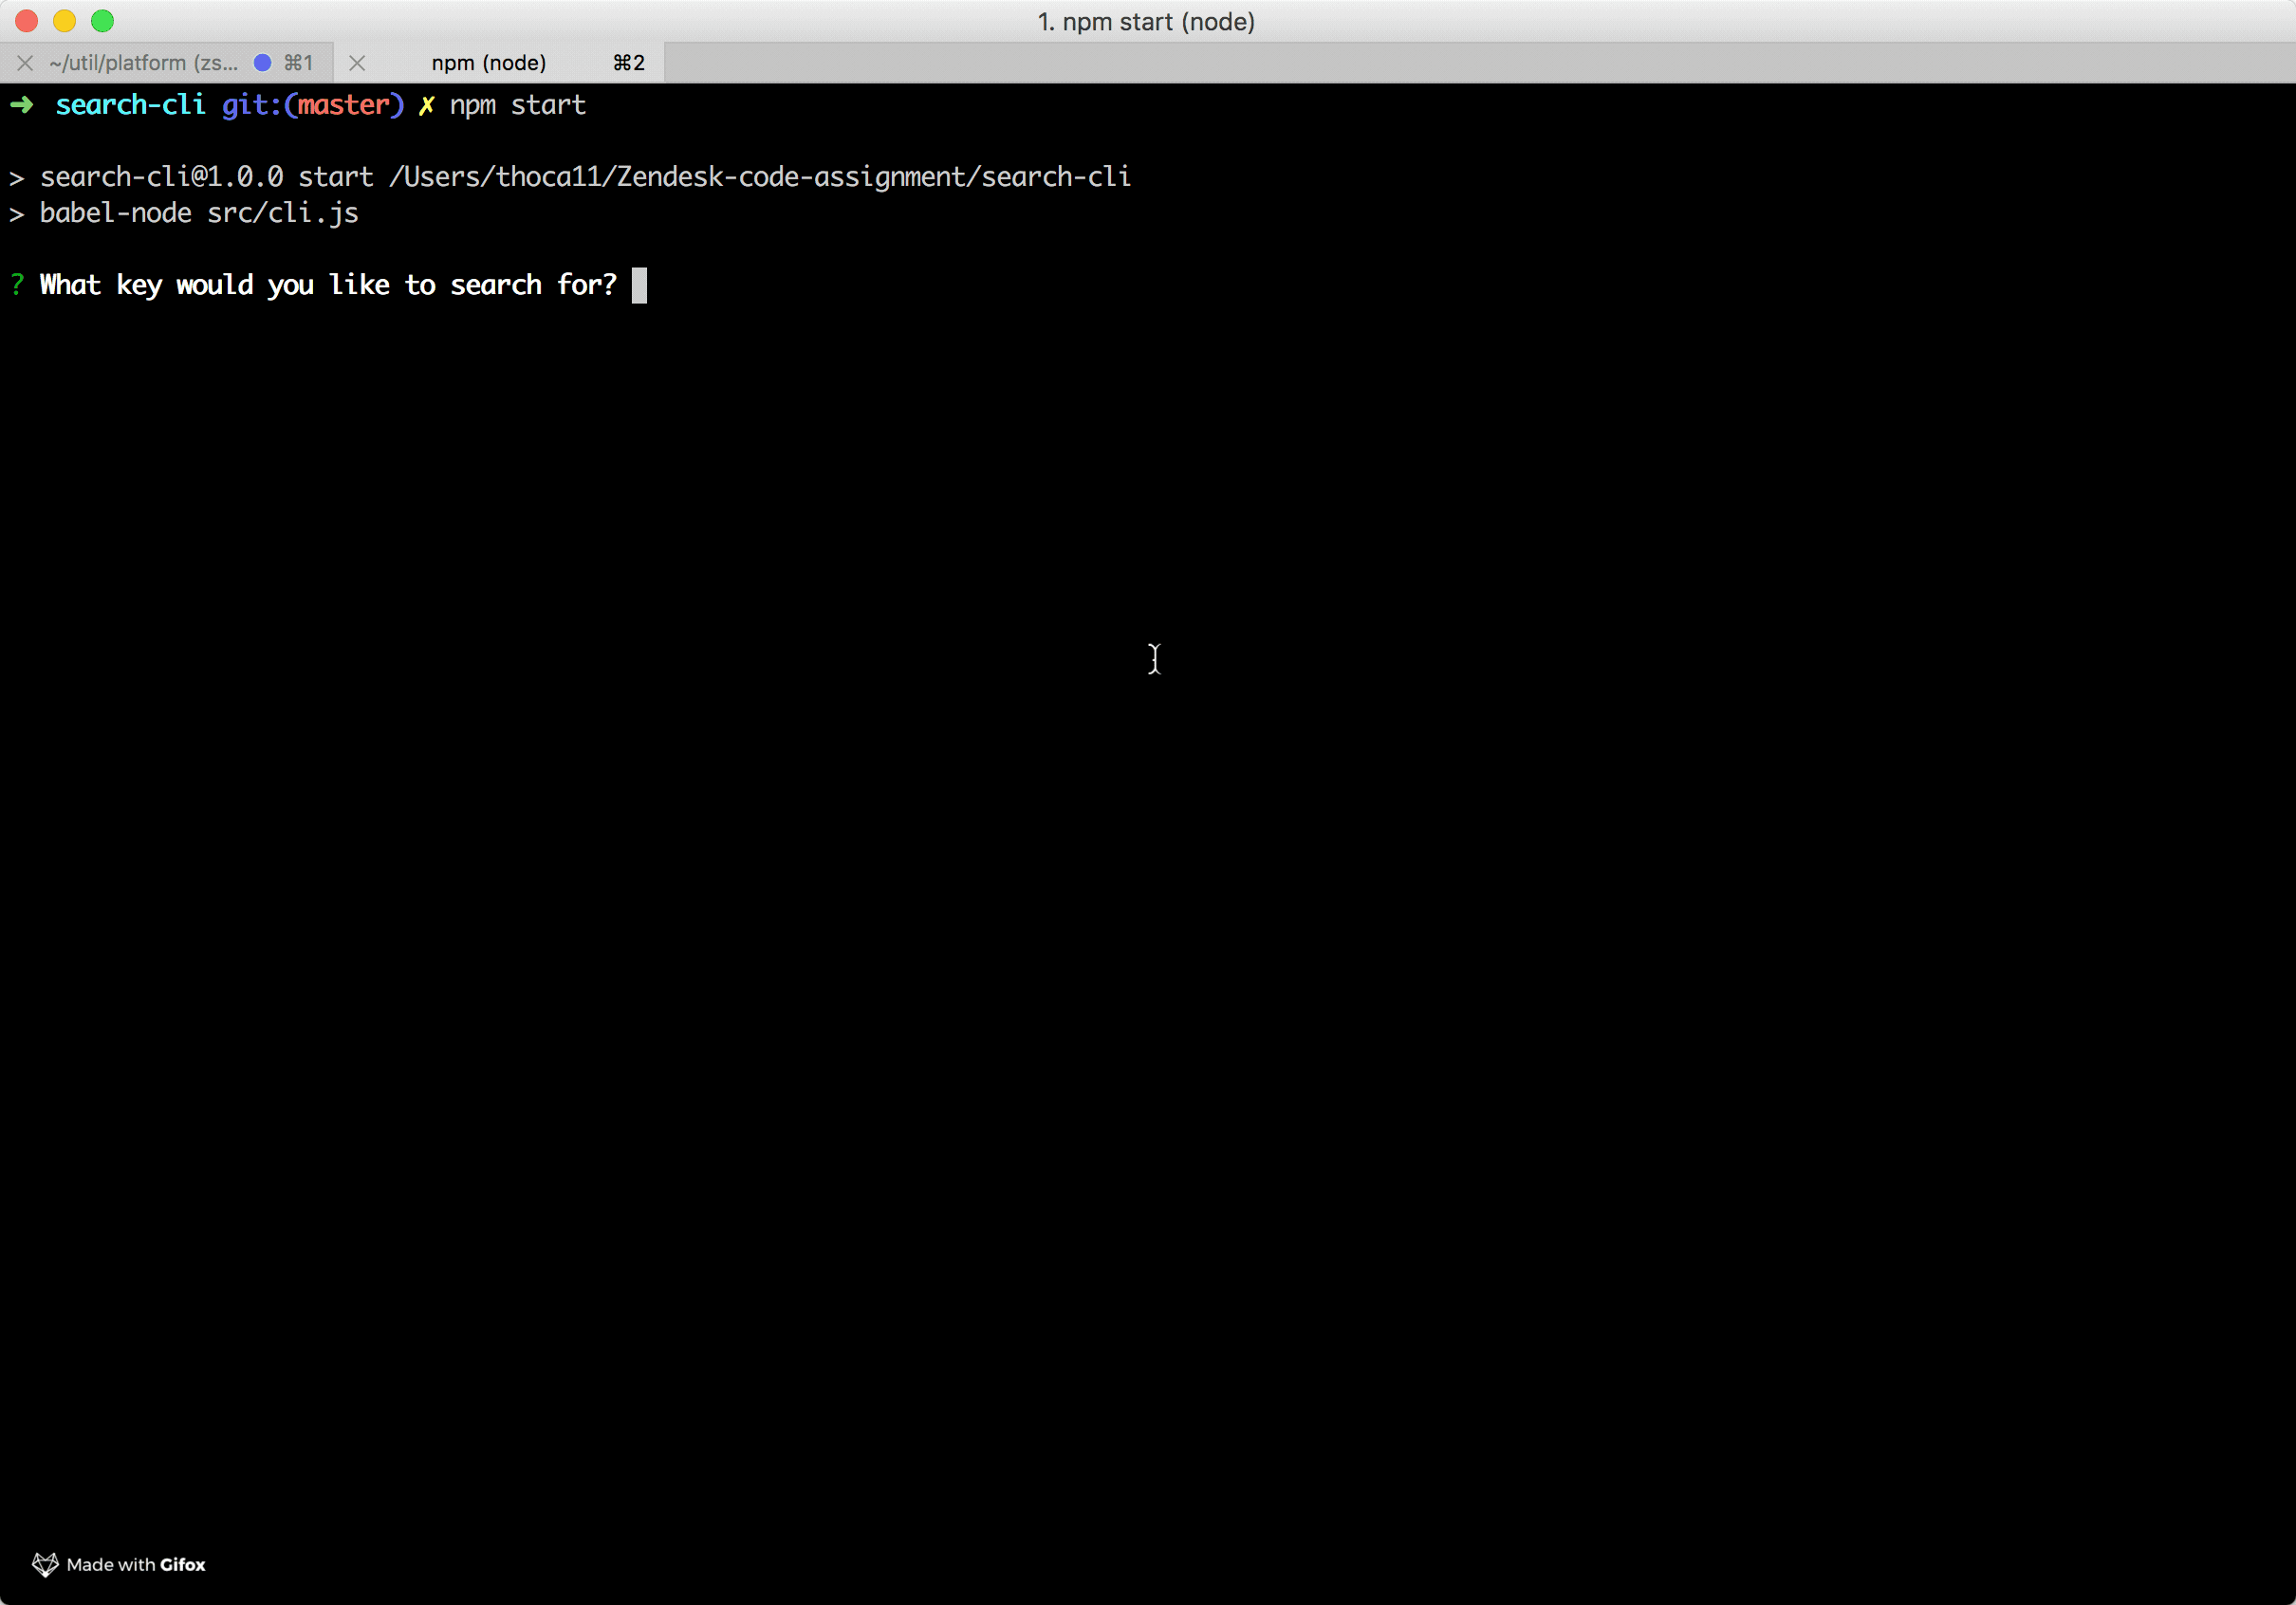 1. npm start (node)
~/util/platform (zs... ⌘1 npm (node) ⌘2
➜ search-cli git:(master) ✗ npm start
> search-cli@1.0.0 start /Users/thoca11/Zendesk-code-assignment/search-cli
> babel-node src/cli.js
? What key would you like to search for?
Made with Gifox